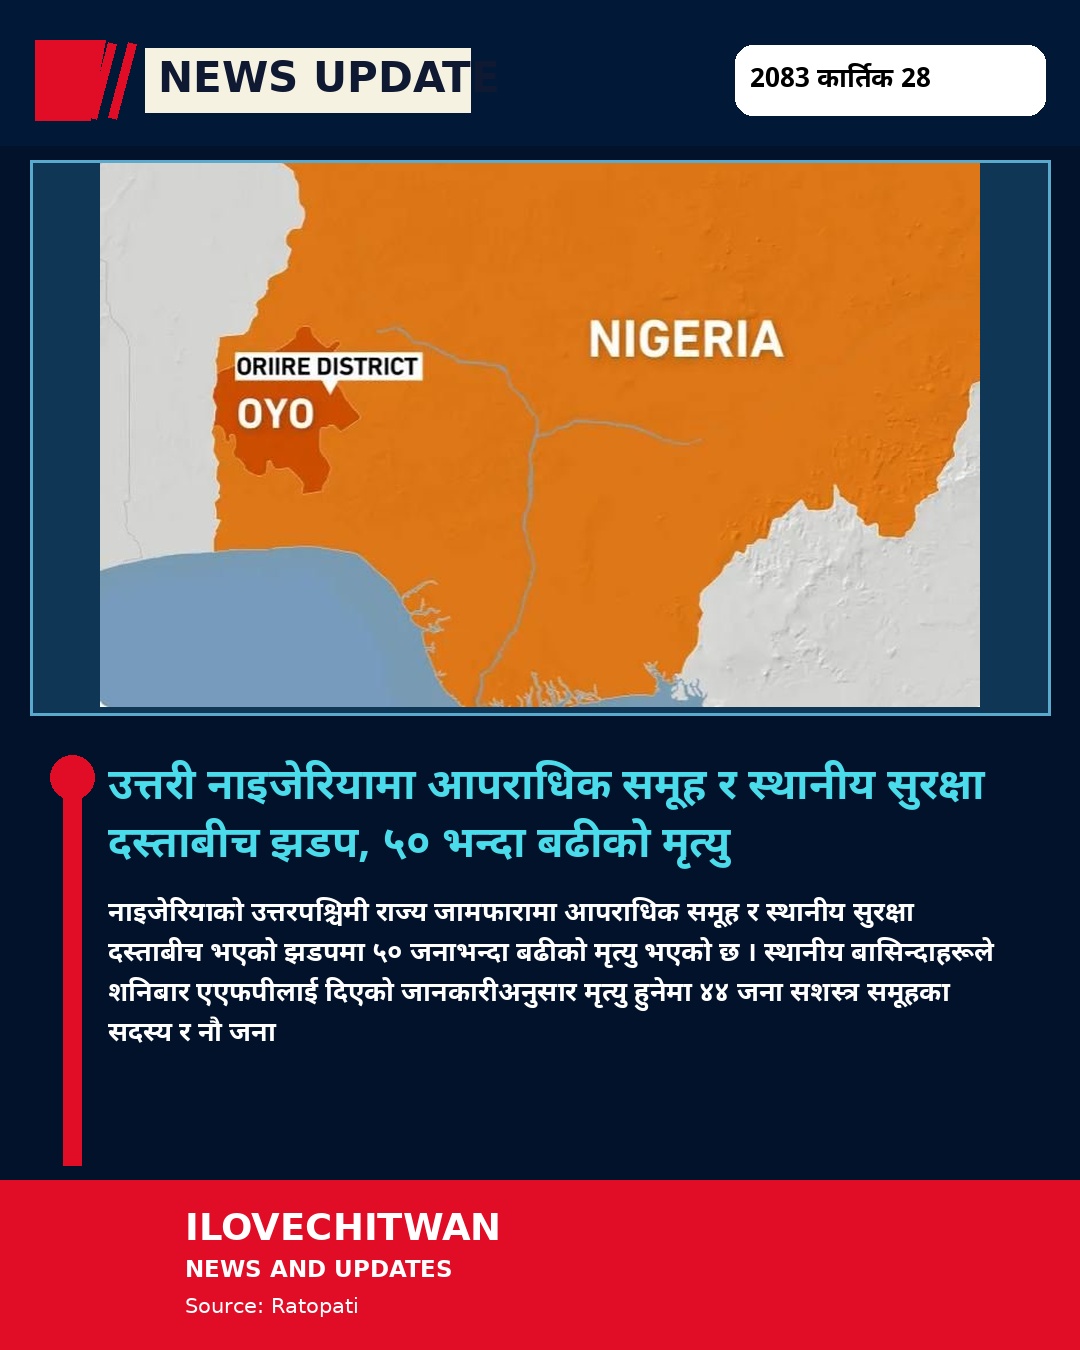 NEWS UPDATE
2083 कार्तिक 28
NIGERIA
ORIIRE DISTRICT
OYO
उत्तरी नाइजेरियामा आपराधिक समूह र स्थानीय सुरक्षा
दस्ताबीच झडप, ५० भन्दा बढीको मृत्यु
नाइजेरियाको उत्तरपश्चिमी राज्य जामफारामा आपराधिक समूह र स्थानीय सुरक्षा
दस्ताबीच भएको झडपमा ५० जनाभन्दा बढीको मृत्यु भएको छ । स्थानीय बासिन्दाहरूले
शनिबार एएफपीलाई दिएको जानकारीअनुसार मृत्यु हुनेमा ४४ जना सशस्त्र समूहका
सदस्य र नौ जना
ILOVECHITWAN
NEWS AND UPDATES
Source: Ratopati